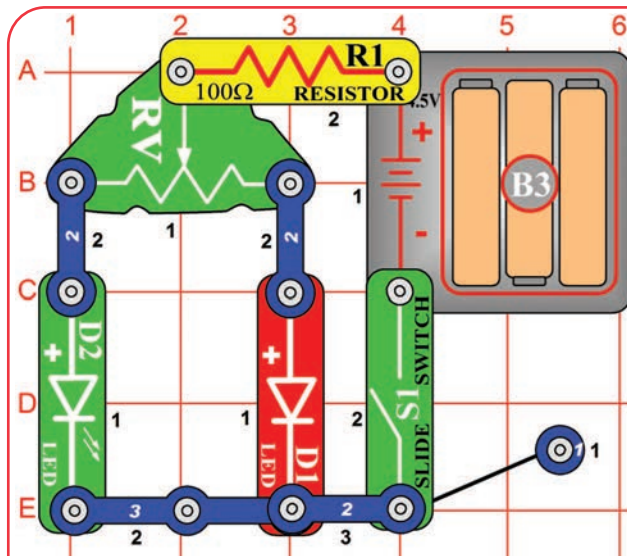 1 2 3 4 5 6
A
R1
100Ω RESISTOR
4.5V
2
RV
+
B
B3
1
1
-
2 2
2 2
C
D2
+
LED
1
D
+
D1
LED
1
S1
SLIDE SWITCH
2
1 1
E
3 2
2 3